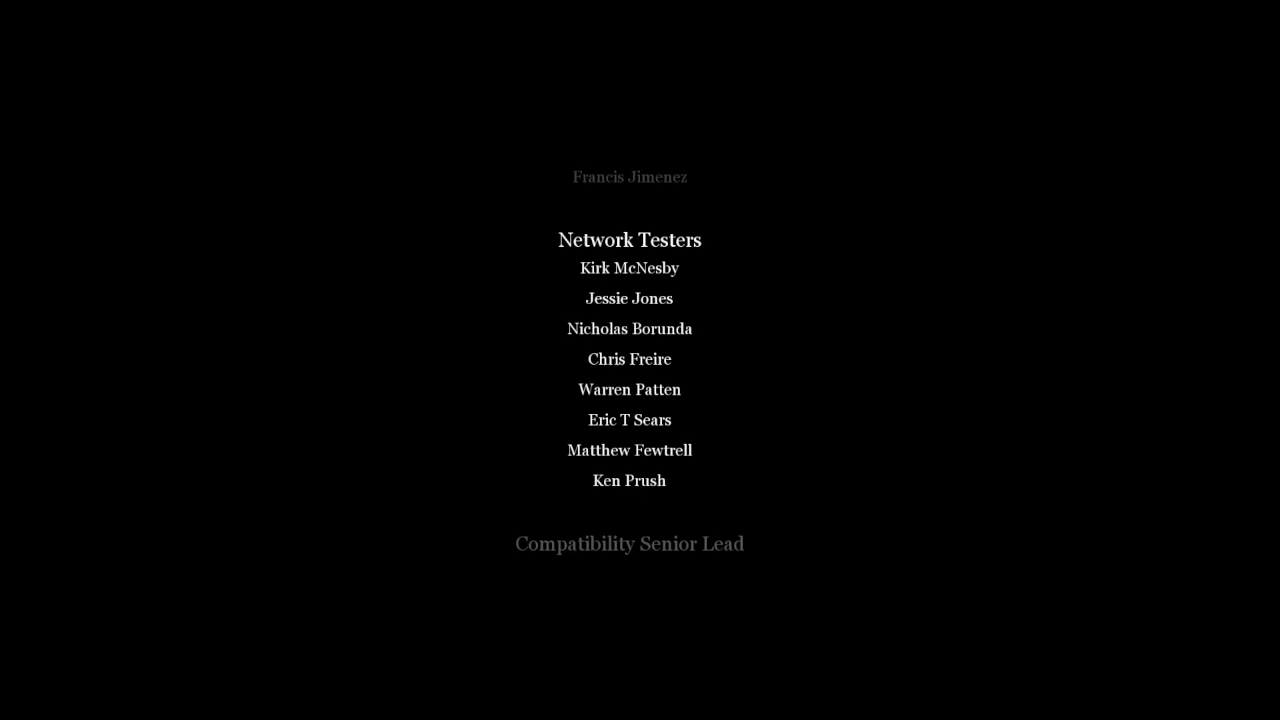 Francis Jimenez
Network Testers
Kirk McNesby
Jessie Jones
Nicholas Borunda
Chris Freire
Warren Patten
Eric T Sears
Matthew Fewtrell
Ken Prush
Compatibility Senior Lead